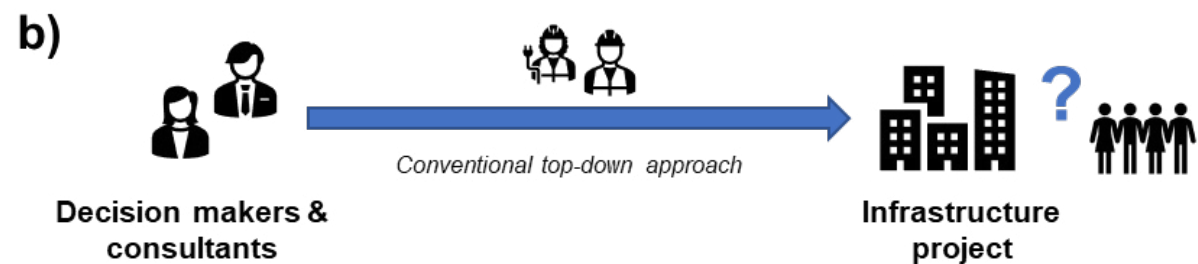 b)
Conventional top-down approach
?
Decision makers &
consultants
Infrastructure
project